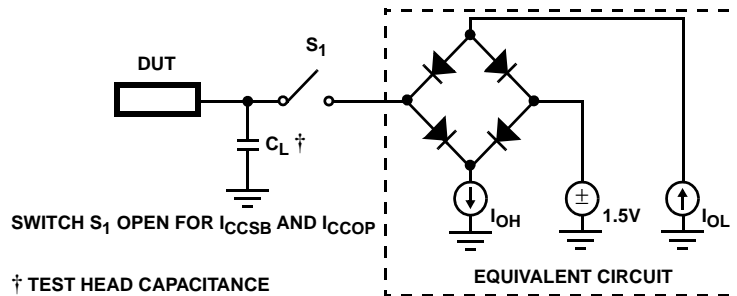 S1
DUT
CL †
IOH
±
1.5V
IOL
SWITCH S1 OPEN FOR ICCSB AND ICCOP
† TEST HEAD CAPACITANCE
EQUIVALENT CIRCUIT